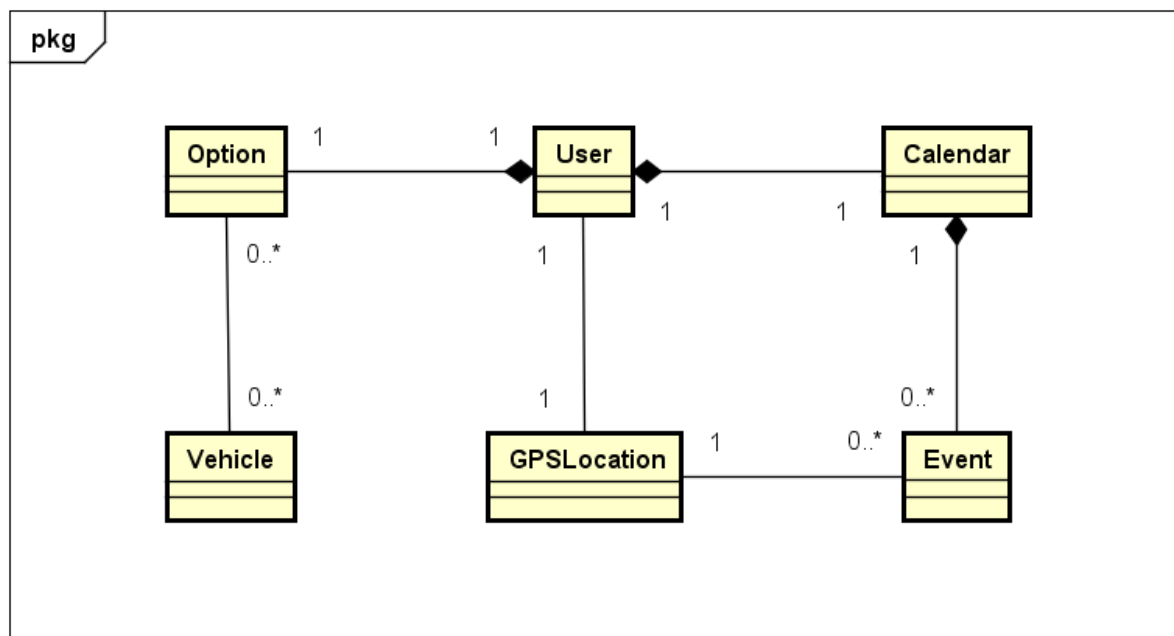 pkg
Option
1
1
User
Calendar
1
1
0..*
1
1
0..*
1
0..*
Vehicle
GPSLocation
1
0..*
Event